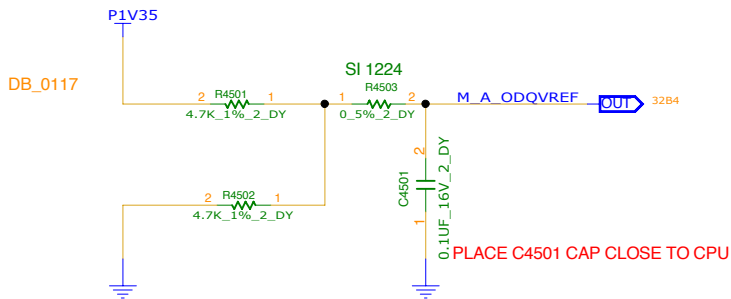 P1V35
DB_0117
SI 1224
2 R4501 1
4.7K_1%_2_DY
1 R4503 2
0_5%_2_DY
M_A_ODQVREF
OUT 32B4
2 R4502 1
4.7K_1%_2_DY
2
C4501
1
0.1UF_16V_2_DY
PLACE C4501 CAP CLOSE TO CPU